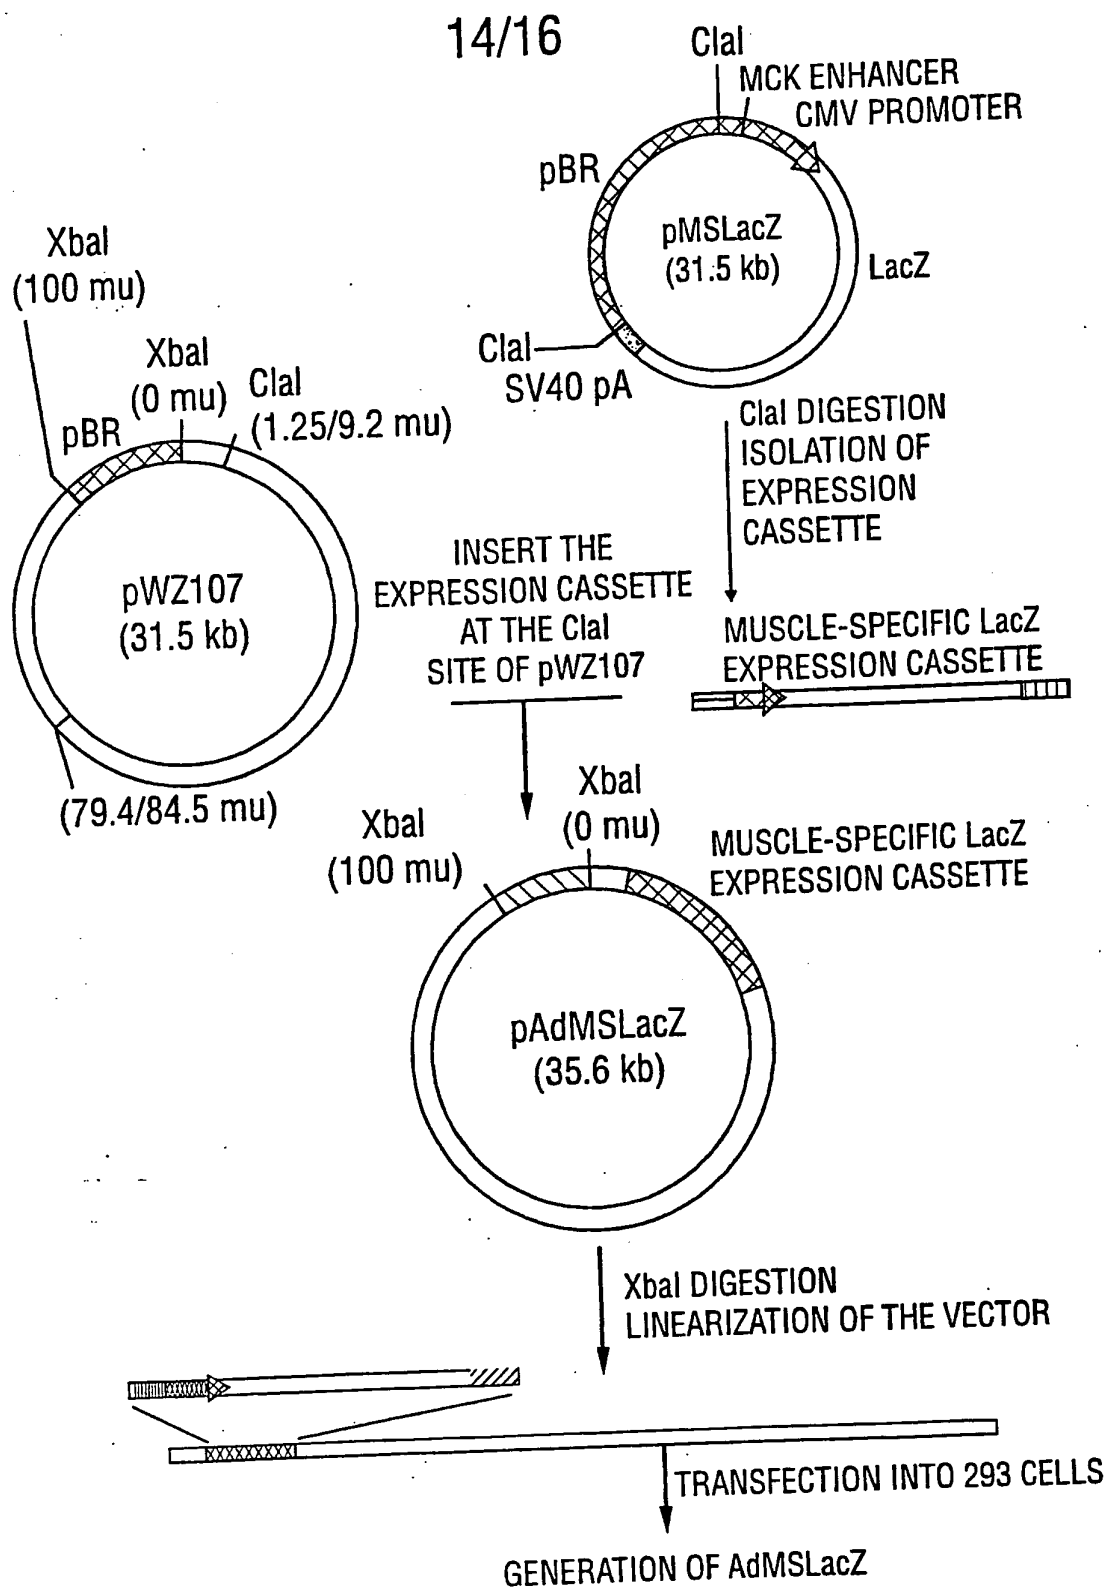 14/16
ClaI
MCK ENHANCER
CMV PROMOTER
pBR
pMSLacZ
(31.5 kb)
LacZ
ClaI
SV40 pA
XbaI
(100 mu)
XbaI
(0 mu)
ClaI
(1.25/9.2 mu)
pBR
pWZ107
(31.5 kb)
(79.4/84.5 mu)
ClaI DIGESTION
ISOLATION OF
EXPRESSION
CASSETTE
INSERT THE
EXPRESSION CASSETTE
AT THE ClaI
SITE OF pWZ107
MUSCLE-SPECIFIC LacZ
EXPRESSION CASSETTE
XbaI
(100 mu)
XbaI
(0 mu)
MUSCLE-SPECIFIC LacZ
EXPRESSION CASSETTE
pAdMSLacZ
(35.6 kb)
XbaI DIGESTION
LINEARIZATION OF THE VECTOR
TRANSFECTION INTO 293 CELLS
GENERATION OF AdMSLacZ